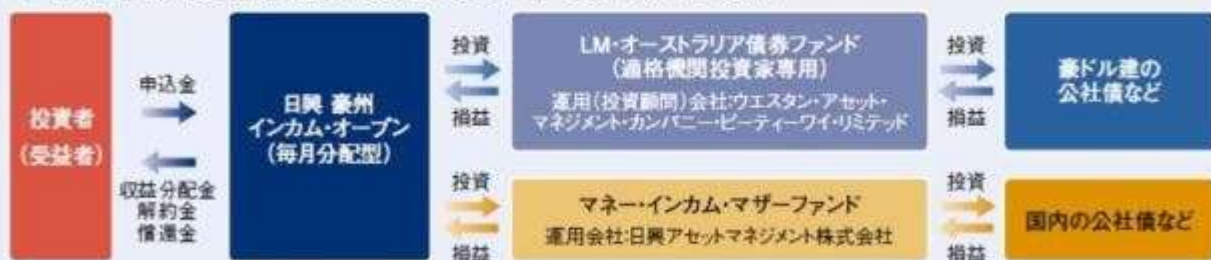 投資者
(受益者)
申込金
収益分配金
解約金
償還金
日興 豪州
インカム・オープン
(毎月分配型)
投資
損益
LM・オーストラリア債券ファンド
(適格機関投資家専用)
運用(投資顧問)会社:ウエスタン・アセット・
マネジメント・カンパニー・ピーティーワイ・リミテッド
投資
損益
豪ドル建の
公社債など
投資
損益
マネー・インカム・マザーファンド
運用会社:日興アセットマネジメント株式会社
投資
損益
国内の公社債など